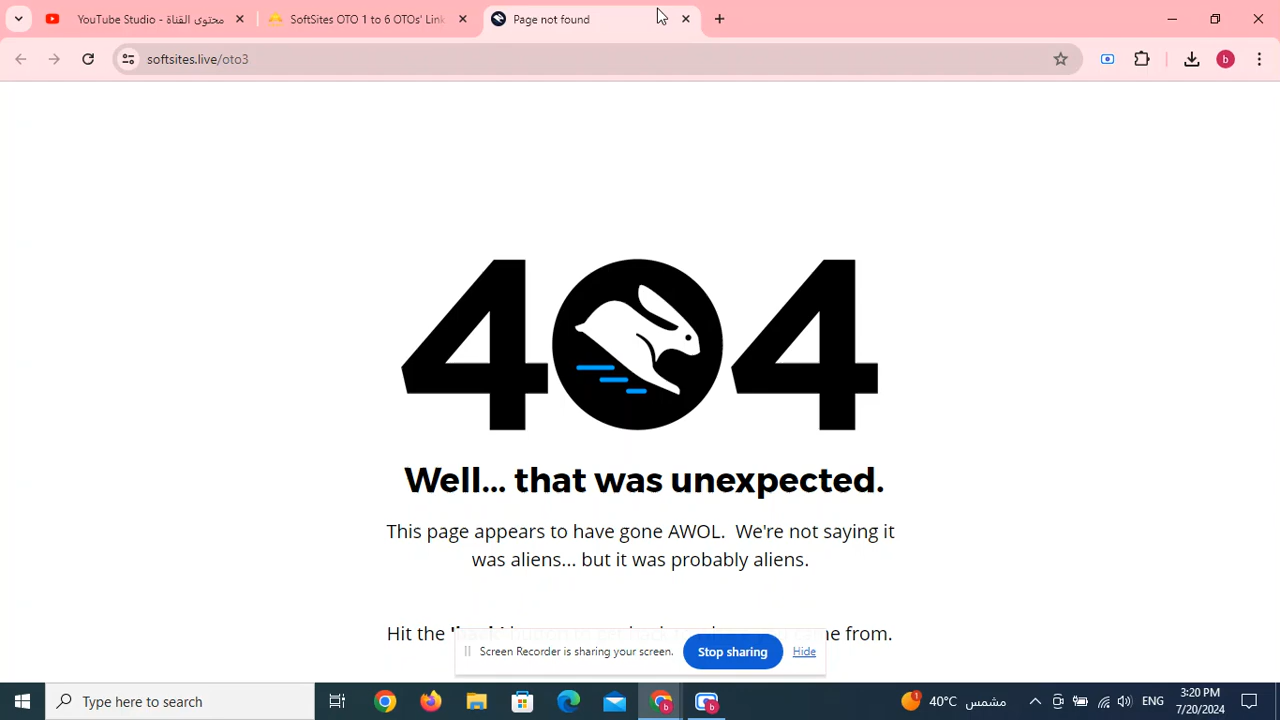 YouTube Studio - محتوى القناة
SoftSites OTO 1 to 6 OTOs' Link
Page not found
softsites.live/oto3
b
404
Well... that was unexpected.
This page appears to have gone AWOL. We're not saying it
was aliens... but it was probably aliens.
Hit the came from.
Screen Recorder is sharing your screen.
Stop sharing
Hide
Type here to search
b
b
1
40°C مشمس
ENG
3:20 PM
7/20/2024